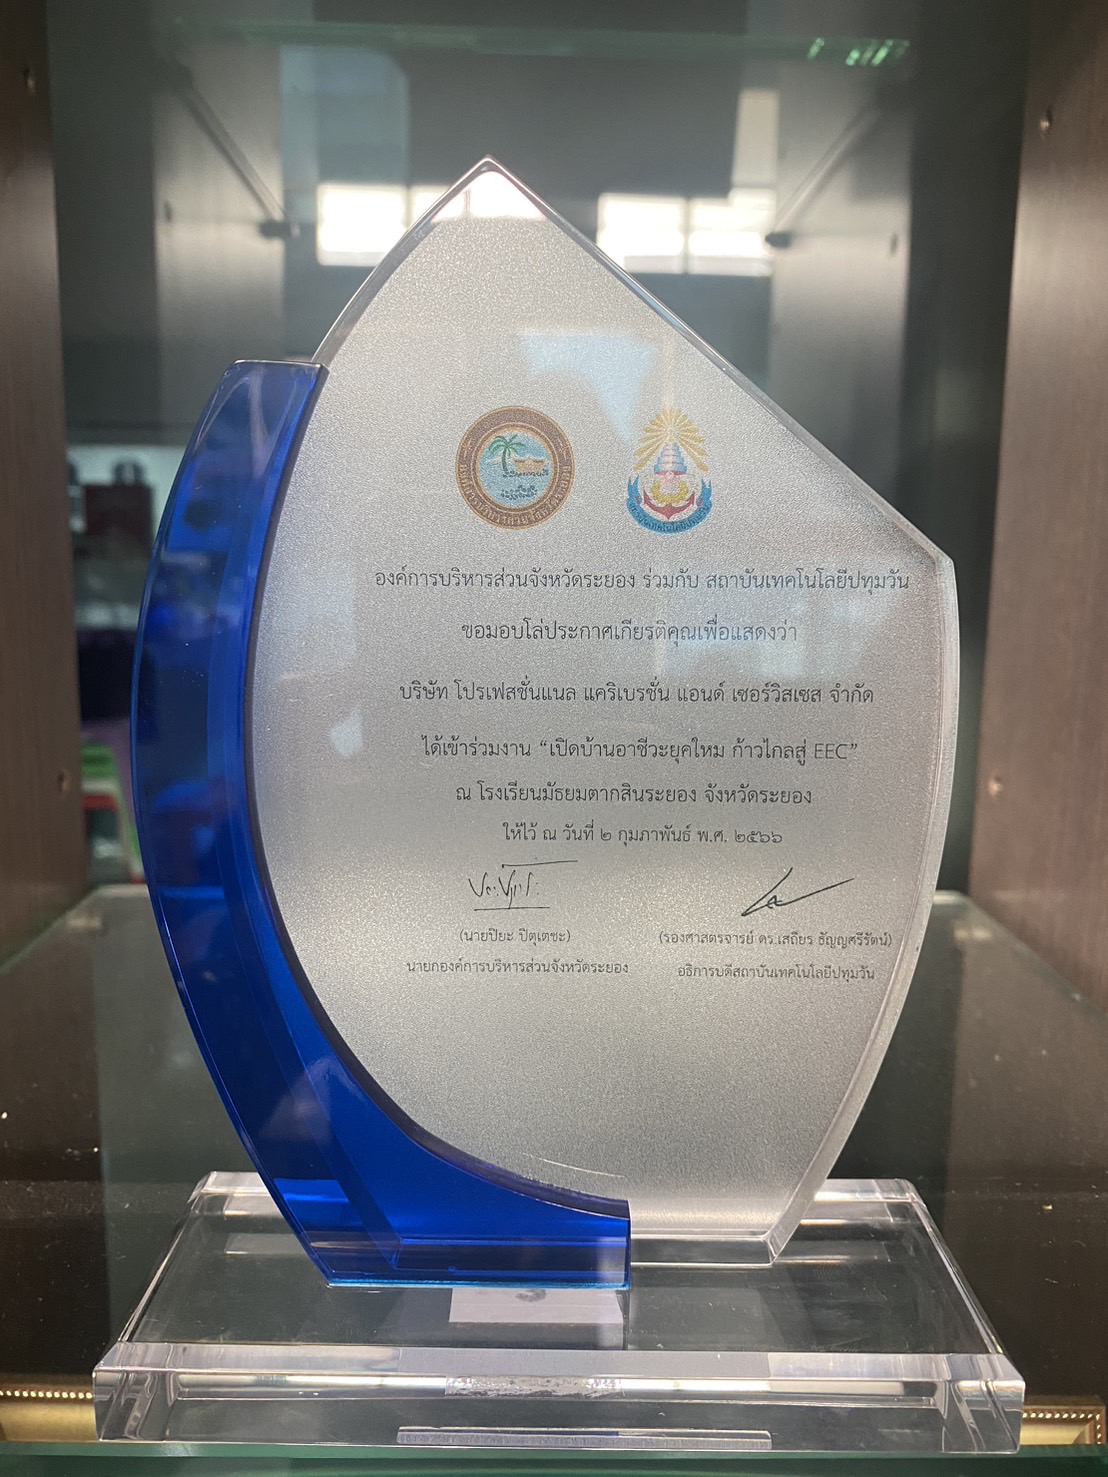 องค์การบริหารส่วนจังหวัดระยอง ร่วมกับ สถาบันเทคโนโลยีปทุมวัน
ขอมอบโล่ประกาศเกียรติคุณเพื่อแสดงว่า
บริษัท โปรเฟสชั่นแนล แคริเบรชั่น แอนด์ เซอร์วิสเซส จำกัด
ได้เข้าร่วมงาน “เปิดบ้านอาชีวะยุคใหม ก้าวไกลสู่ EEC”
ณ โรงเรียนมัธยมตากสินระยอง จังหวัดระยอง
ให้ไว้ ณ วันที่ ๒ กุมภาพันธ์ พ.ศ. ๒๕๖๖
(นายปิยะ ปิตุเตชะ) (รองศาสตรจารย์ ดร.เสถียร ธัญญศรีรัตน์)
นายกองค์การบริหารส่วนจังหวัดระยอง อธิการบดีสถาบันเทคโนโลยีปทุมวัน